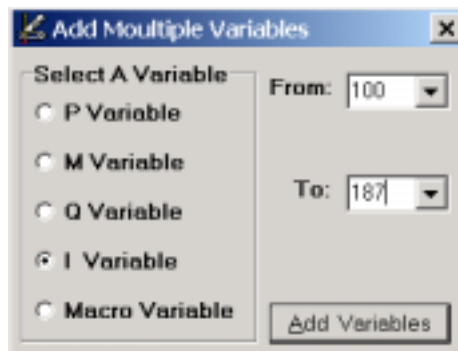 Add Moultiple Variables
Select A Variable
P Variable
M Variable
Q Variable
I Variable
Macro Variable
From: 100
To: 187
Add Variables